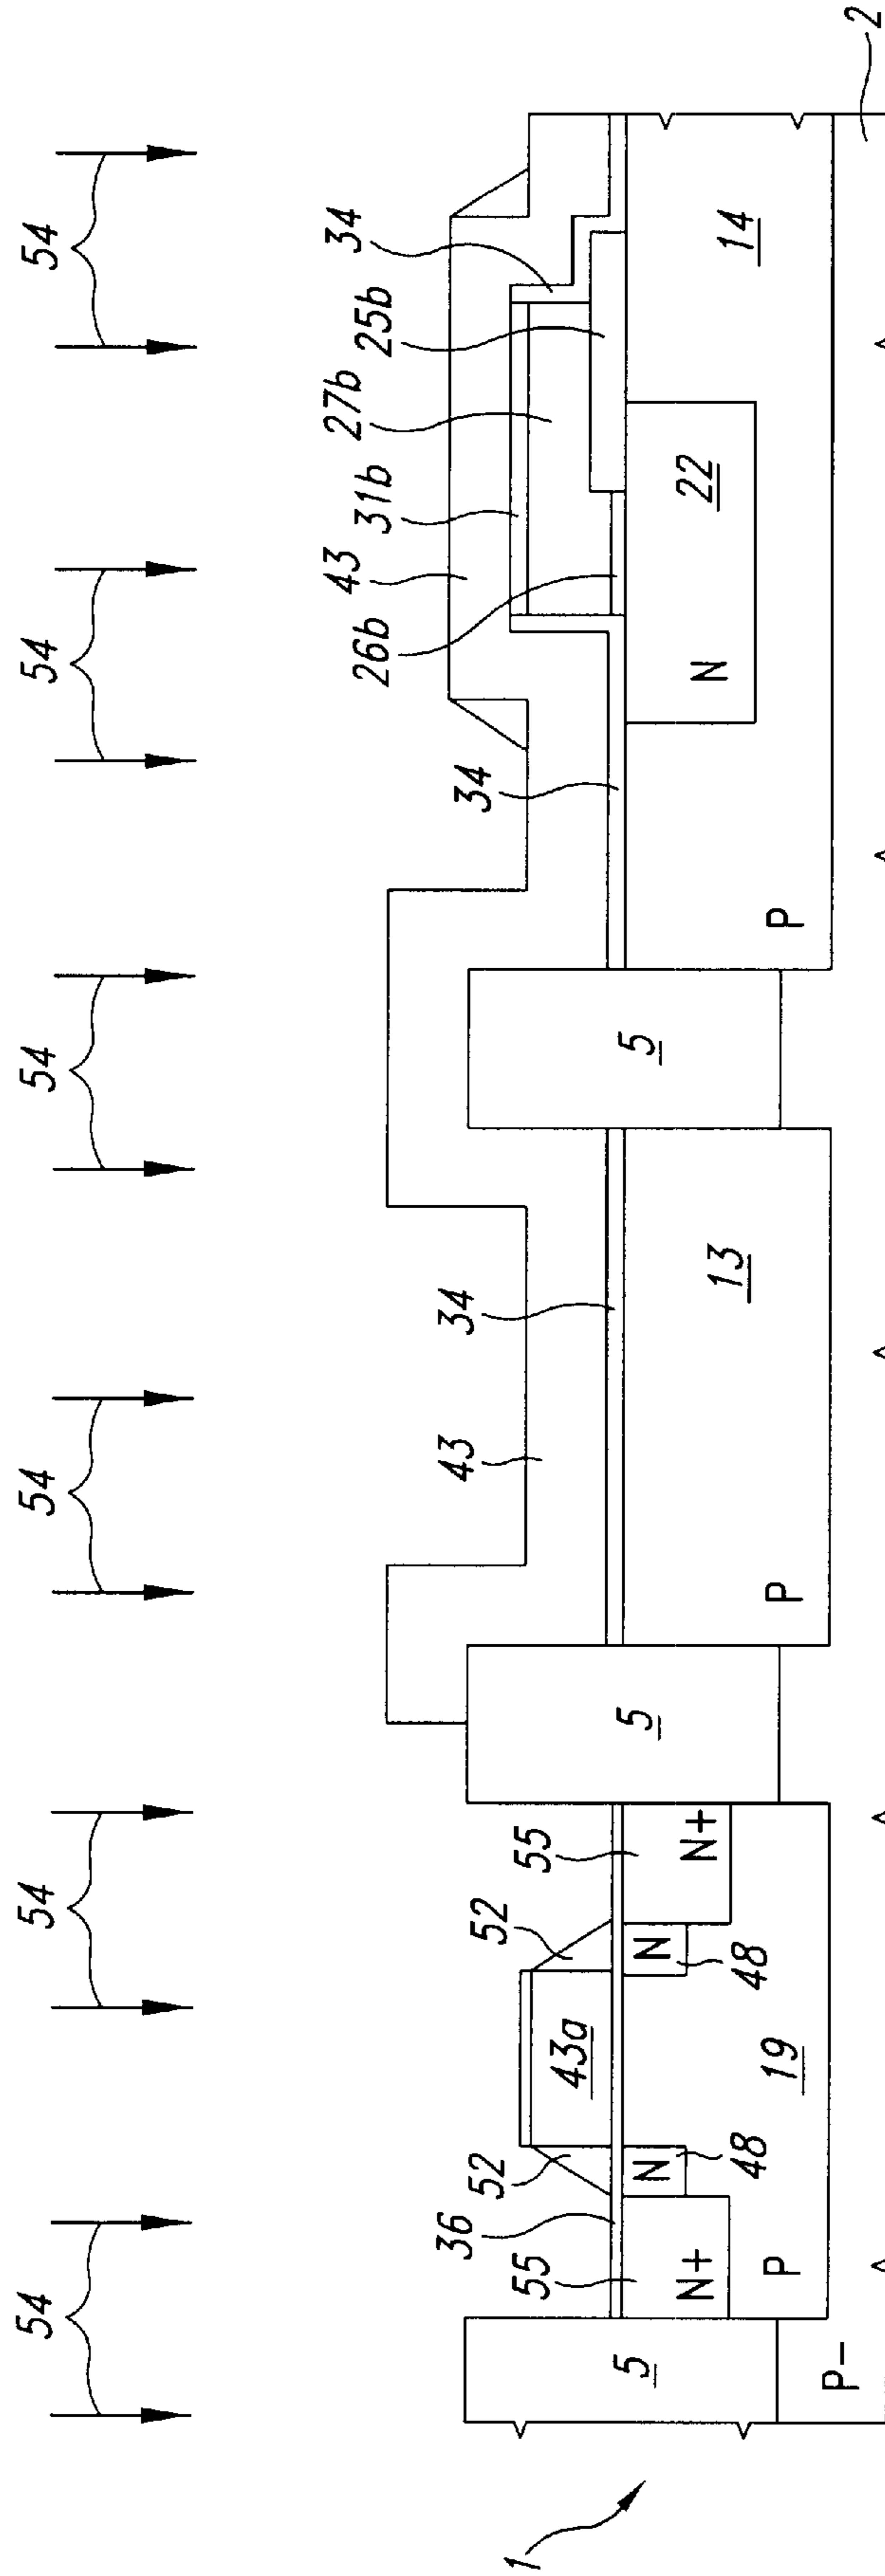 54 54 54 54 54 54
26b 43 31b 27b 25b 34
36 52 52 43 34 34
55 43a 55
5 N N 5 5
N+ N+ N 22
48 48 13 14
P 19 P P
P- 2
1